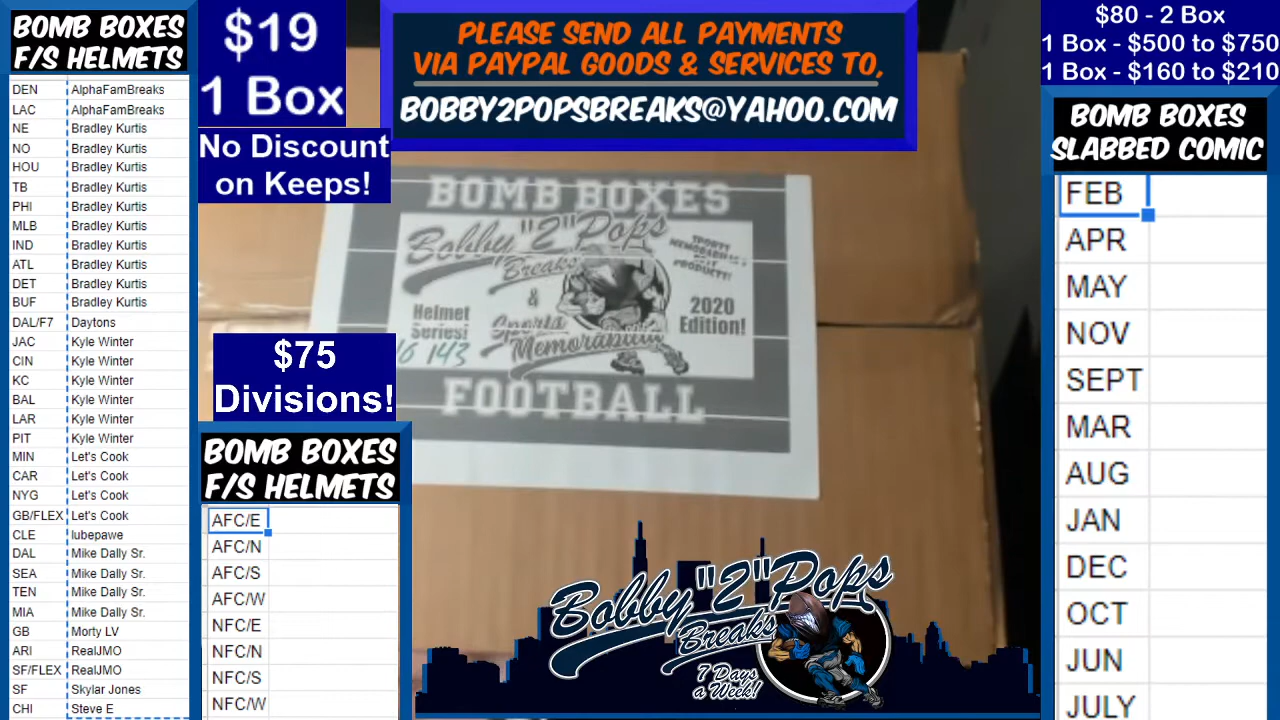 BOMB BOXES
F/S HELMETS
DEN AlphaFamBreaks
LAC AlphaFamBreaks
NE Bradley Kurtis
NO Bradley Kurtis
HOU Bradley Kurtis
TB Bradley Kurtis
PHI Bradley Kurtis
MLB Bradley Kurtis
IND Bradley Kurtis
ATL Bradley Kurtis
DET Bradley Kurtis
BUF Bradley Kurtis
DAL/F7 Daytons
JAC Kyle Winter
CIN Kyle Winter
KC Kyle Winter
BAL Kyle Winter
LAR Kyle Winter
PIT Kyle Winter
MIN Let's Cook
CAR Let's Cook
NYG Let's Cook
GB/FLEX Let's Cook
CLE lubepawe
DAL Mike Dally Sr.
SEA Mike Dally Sr.
TEN Mike Dally Sr.
MIA Mike Dally Sr.
GB Morty LV
ARI RealJMO
SF/FLEX RealJMO
SF Skylar Jones
CHI Steve E
$19
1 Box
No Discount
on Keeps!
$75
Divisions!
BOMB BOXES
F/S HELMETS
AFC/E
AFC/N
AFC/S
AFC/W
NFC/E
NFC/N
NFC/S
NFC/W
PLEASE SEND ALL PAYMENTS
VIA PAYPAL GOODS & SERVICES TO,
BOBBY2POPSBREAKS@YAHOO.COM
BOMB BOXES
Bobby "2" Pops
Breaks
&
Sports
Memorabilia
SPORTS
MEMORABILIA
PRODUCTS!
Helmet
Series!
143
2020
Edition!
FOOTBALL
Bobby "2" Pops
Breaks
7 Days
a Week!
$80 - 2 Box
1 Box - $500 to $750
1 Box - $160 to $210
BOMB BOXES
SLABBED COMIC
FEB
APR
MAY
NOV
SEPT
MAR
AUG
JAN
DEC
OCT
JUN
JULY